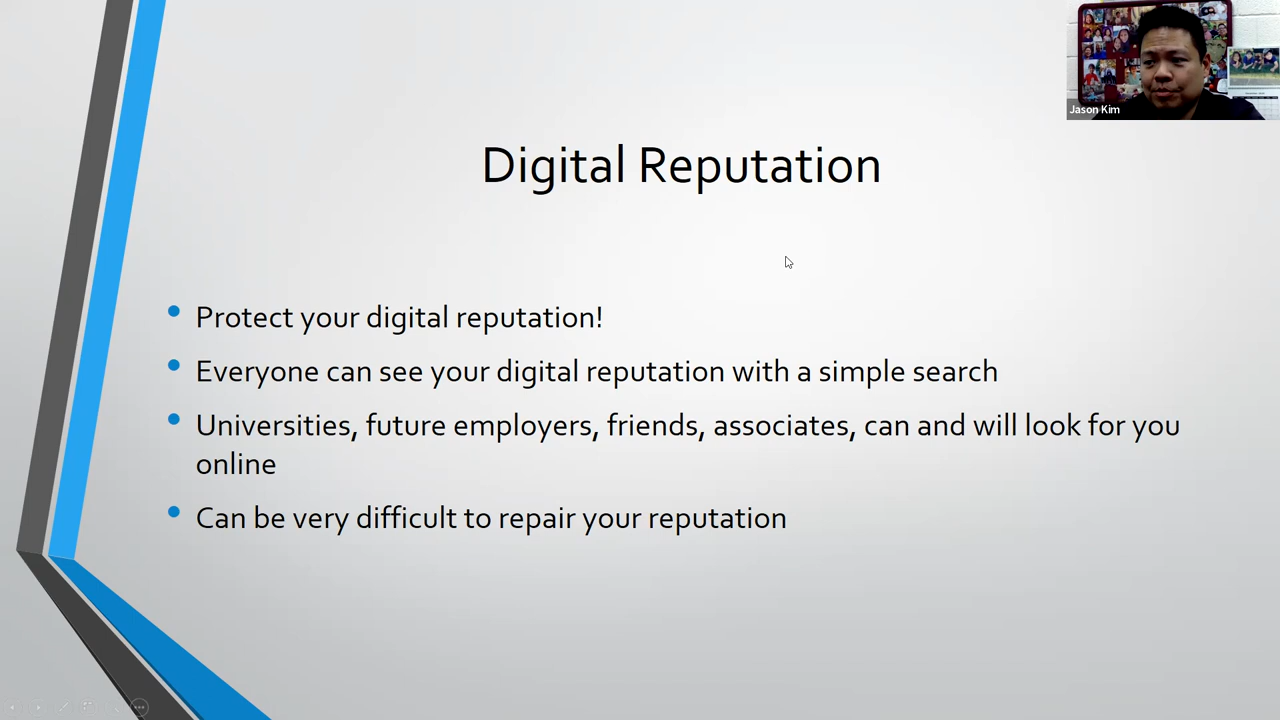 Jason Kim
Digital Reputation
Protect your digital reputation!
Everyone can see your digital reputation with a simple search
Universities, future employers, friends, associates, can and will look for you
online
Can be very difficult to repair your reputation